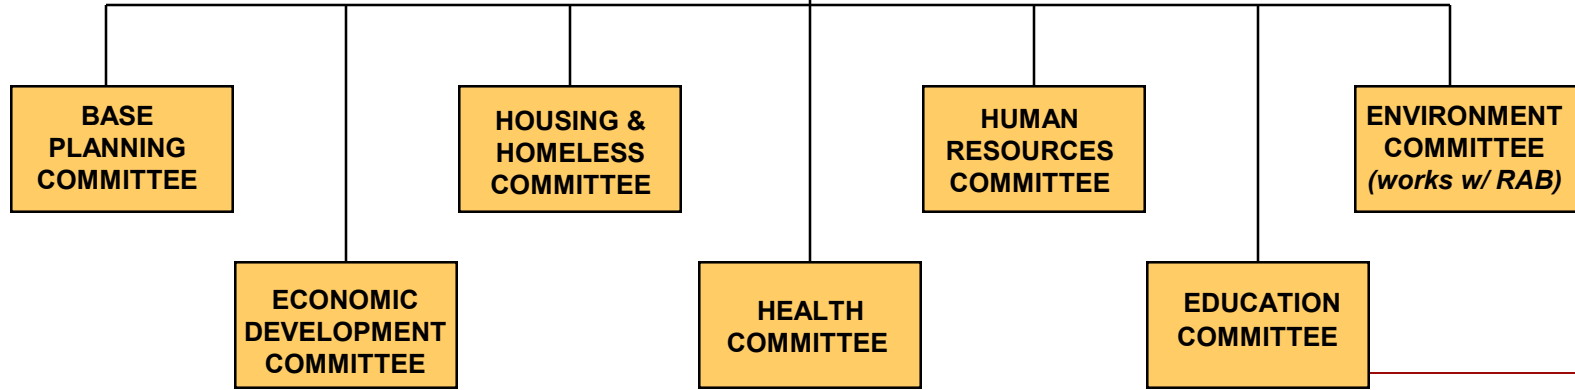 BASE
PLANNING
COMMITTEE
HOUSING &
HOMELESS
COMMITTEE
HUMAN
RESOURCES
COMMITTEE
ENVIRONMENT
COMMITTEE
(works w/ RAB)
ECONOMIC
DEVELOPMENT
COMMITTEE
HEALTH
COMMITTEE
EDUCATION
COMMITTEE